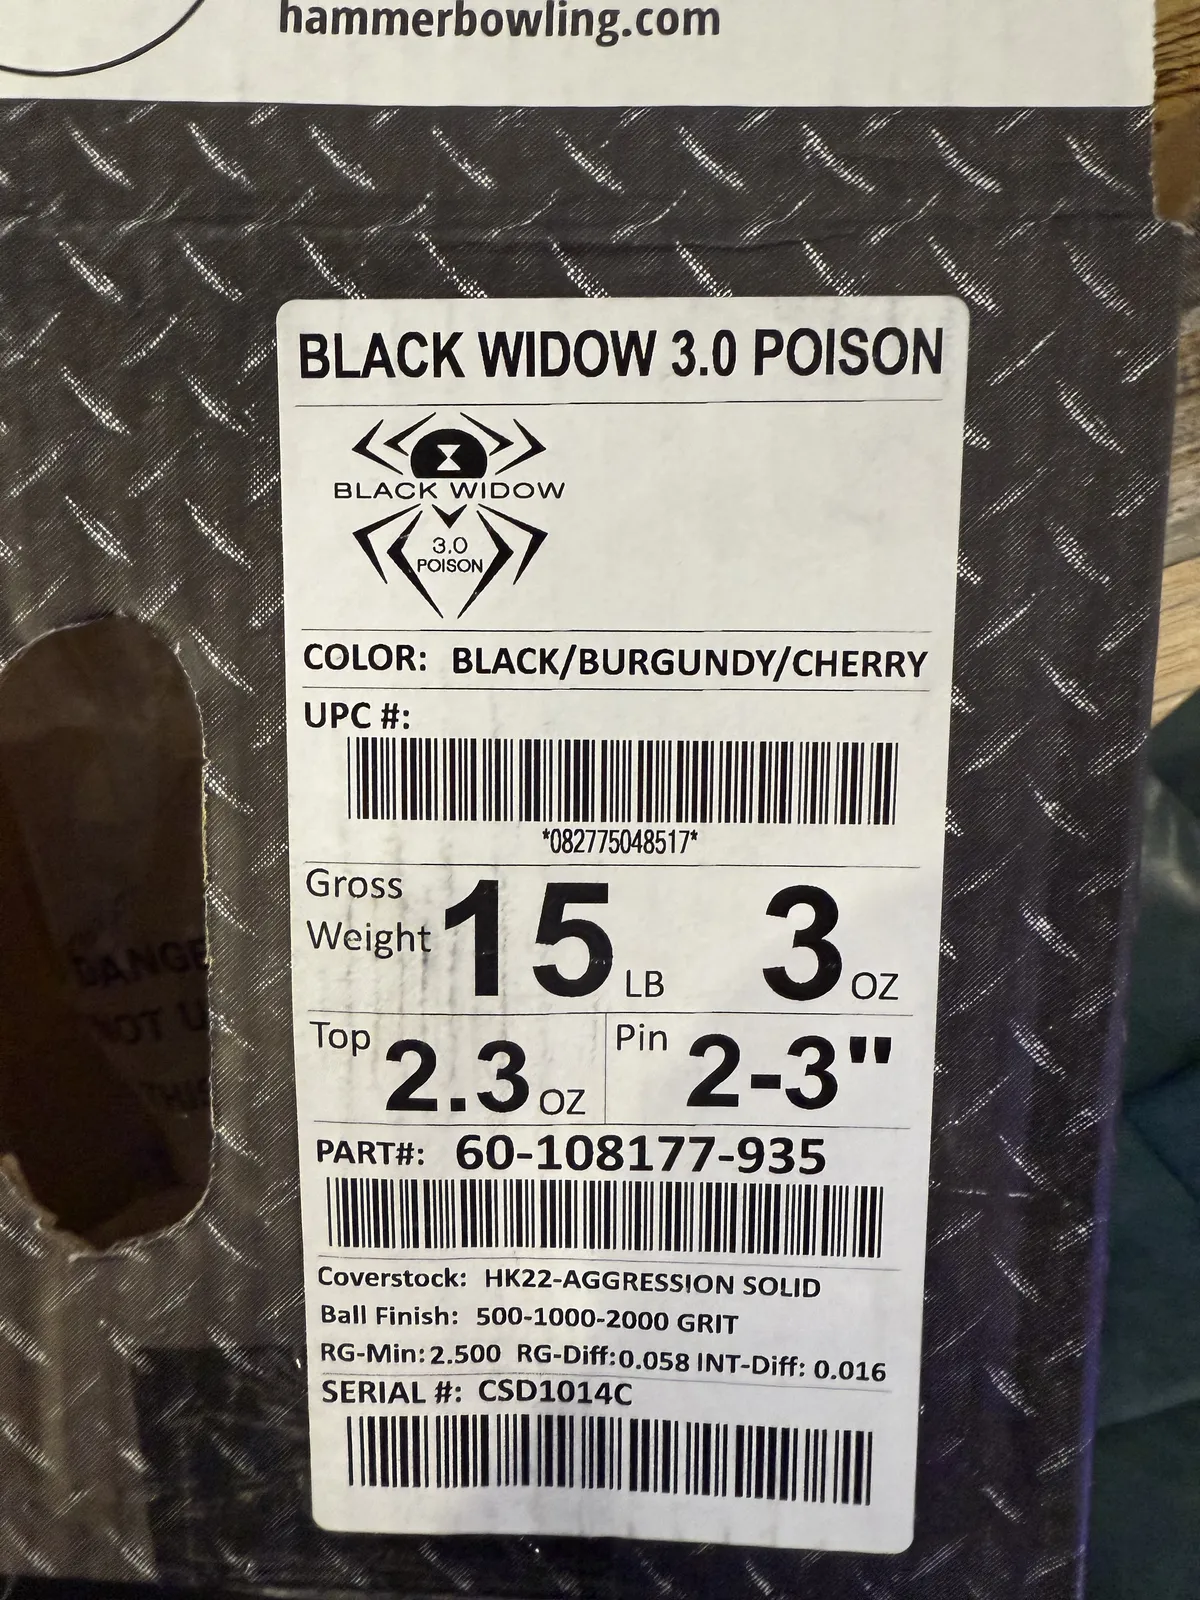 hammerbowling.com
BLACK WIDOW 3.0 POISON
BLACK WIDOW
3.0
POISON
COLOR: BLACK/BURGUNDY/CHERRY
UPC #:
*082775048517*
Gross
Weight 15 LB 3 OZ
Top 2.3 OZ Pin 2-3"
PART#: 60-108177-935
Coverstock: HK22-AGGRESSION SOLID
Ball Finish: 500-1000-2000 GRIT
RG-Min: 2.500 RG-Diff: 0.058 INT-Diff: 0.016
SERIAL #: CSD1014C
NOT